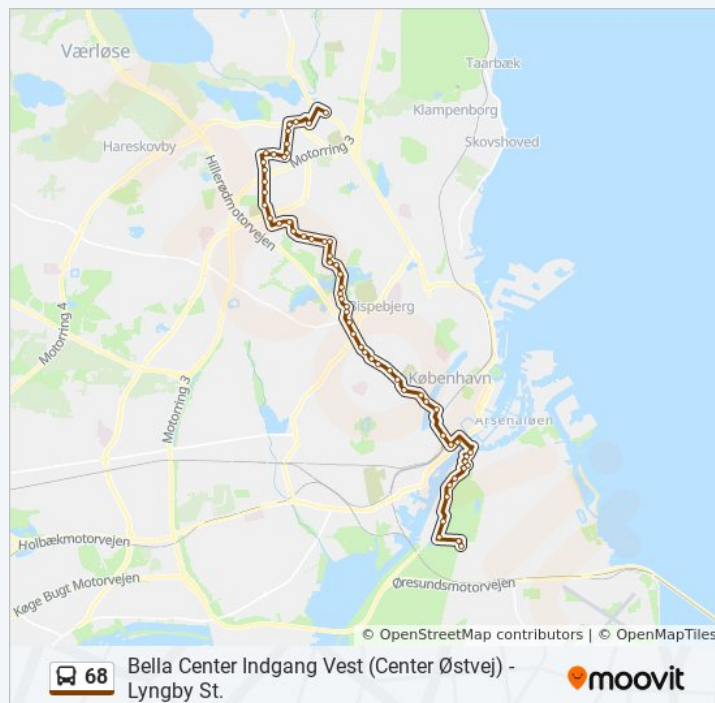 Taarbæk
Værløse
Klampenborg
Hareskovby
Motorring 3
Skovshoved
Hillerødmotorvejen
Bispebjerg
Motorring 4
Motorring 3
København
Arsenaløen
Holbækmotorvejen
Øresundsmotorvejen
Køge Bugt Motorvejen
© OpenStreetMap contributors | © OpenMapTiles
68
Bella Center Indgang Vest (Center Østvej) -
Lyngby St.
moovit